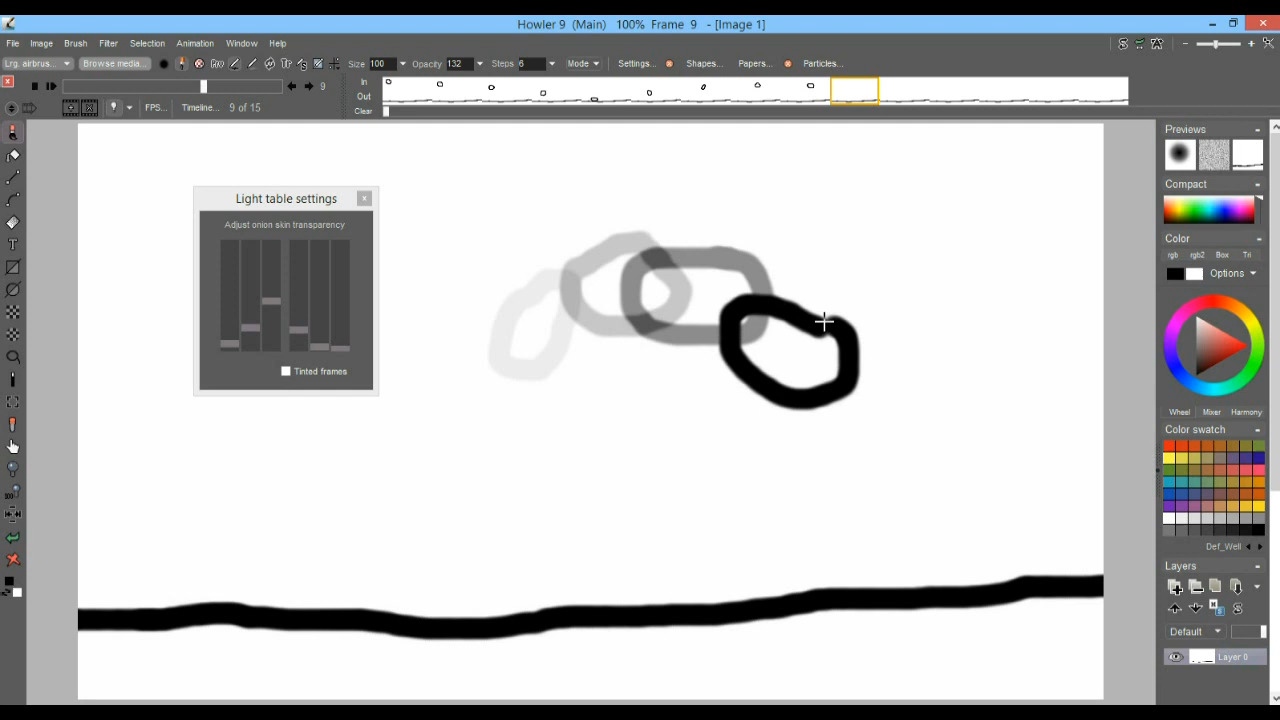 Howler 9 (Main) 100% Frame 9 - [Image 1]
File Image Brush Filter Selection Animation Window Help
Lrg. airbrus... Browse media... Size 100 Opacity 132 Steps 6 Mode Settings... Shapes... Papers... Particles...
9
In
Out
Clear
FPS... Timeline... 9 of 15
Previews
Compact
Color
rgb rgb2 Box Tri
Options
Wheel Mixer Harmony
Color swatch
Def_Well
Layers
Default
Layer 0
Light table settings
Adjust onion skin transparency
Tinted frames